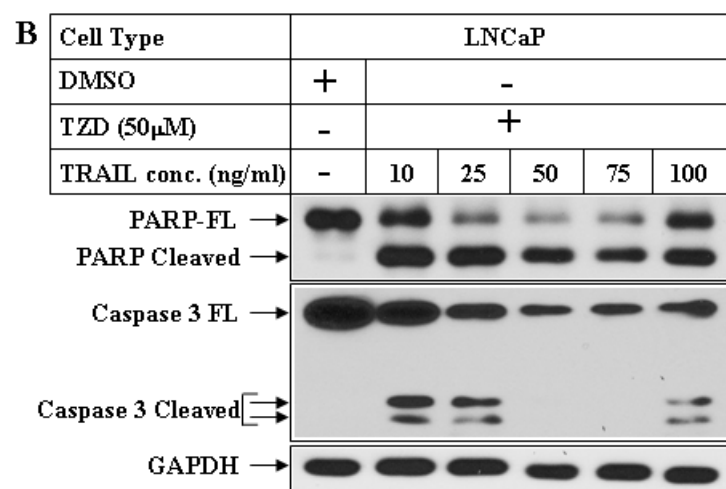 B
Cell Type LNCaP
DMSO + -
TZD (50μM) - +
TRAIL conc. (ng/ml) - 10 25 50 75 100
PARP-FL
PARP Cleaved
Caspase 3 FL
Caspase 3 Cleaved
GAPDH